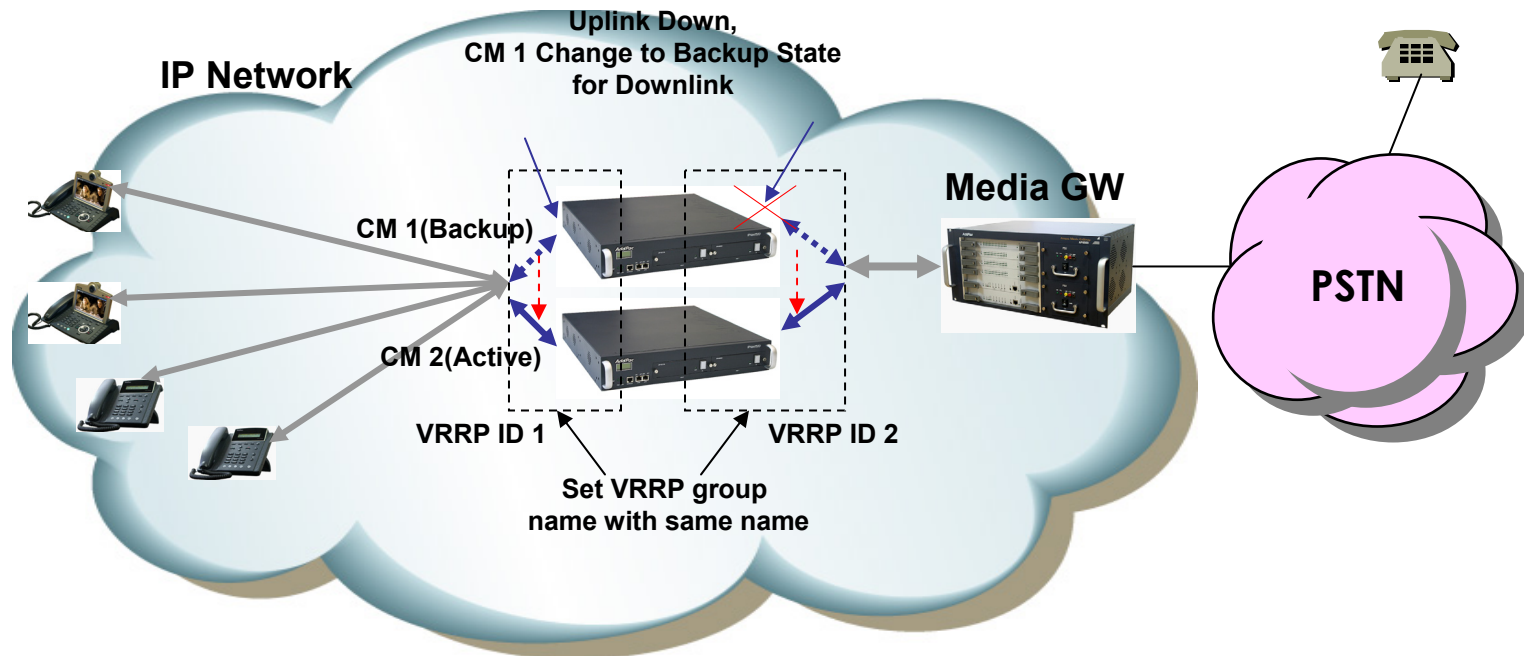 Uplink Down,
CM 1 Change to Backup State
for Downlink
IP Network
Media GW
CM 1(Backup)
PSTN
CM 2(Active)
VRRP ID 1
VRRP ID 2
Set VRRP group
name with same name